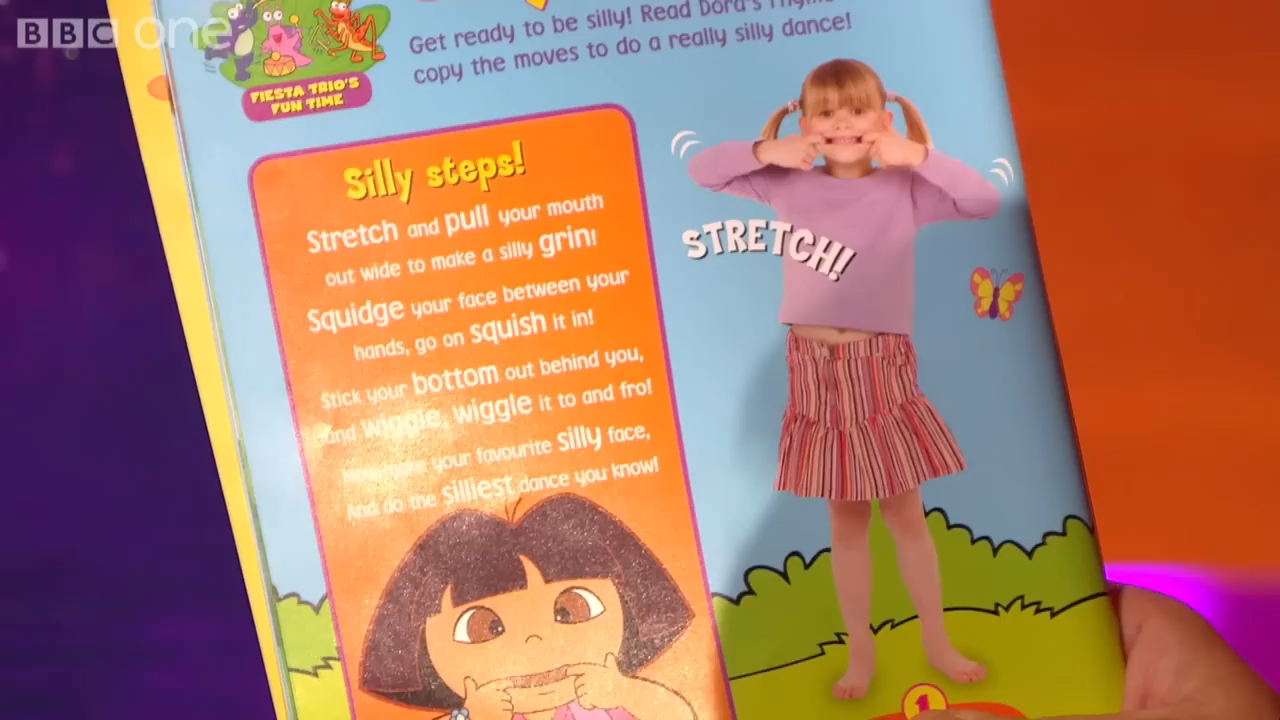 BBC one
Get ready to be silly! Read Dora's rhyme
copy the moves to do a really silly dance!
FIESTA TRIO'S
FUN TIME
Silly steps!
Stretch and pull your mouth
out wide to make a silly grin!
Squidge your face between your
hands, go on squish it in!
Stick your bottom out behind you,
and wiggle, wiggle it to and fro!
your favourite silly face,
And do the silliest dance you know!
STRETCH!
1